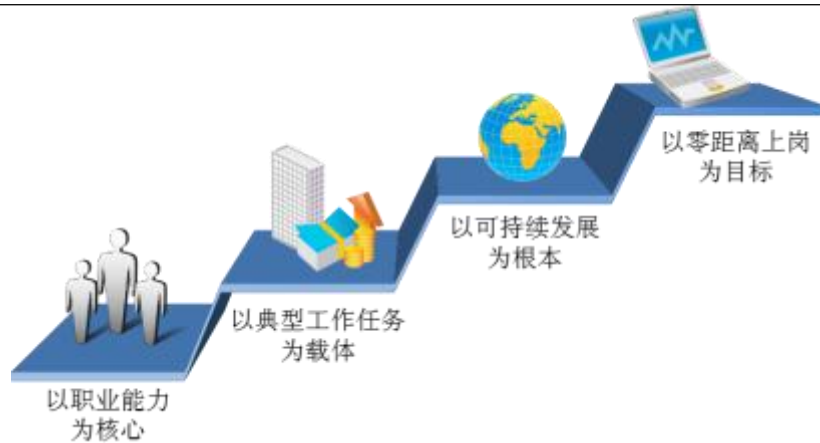 以职业能力
为核心
以典型工作任务
为载体
以可持续发展
为根本
以零距离上岗
为目标